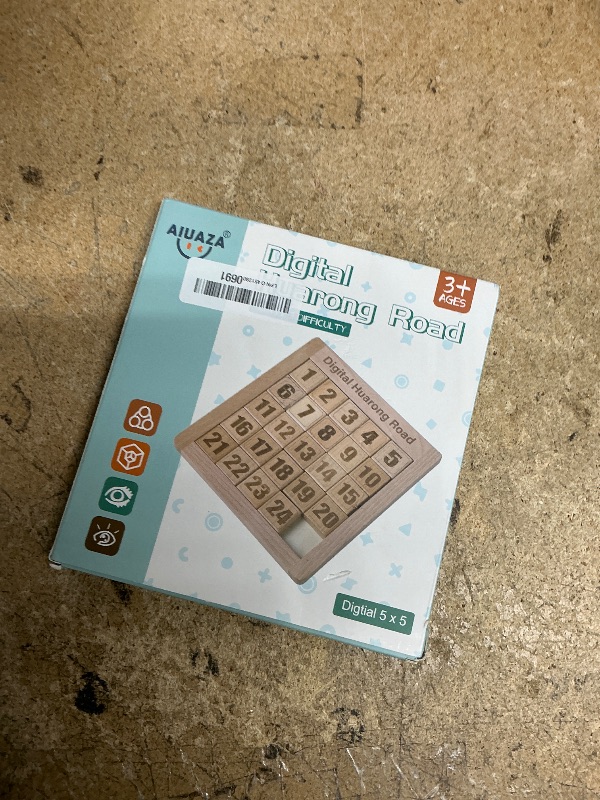 AIUAZA®
Digital
Huarong Road
DIFFICULTY
3+
AGES
0691
Digital Huarong Road
1 2 3 4 5
6 7 8 9 10
11 12 13 14 15
16 17 18 19 20
21 22 23 24
Digtial 5 x 5